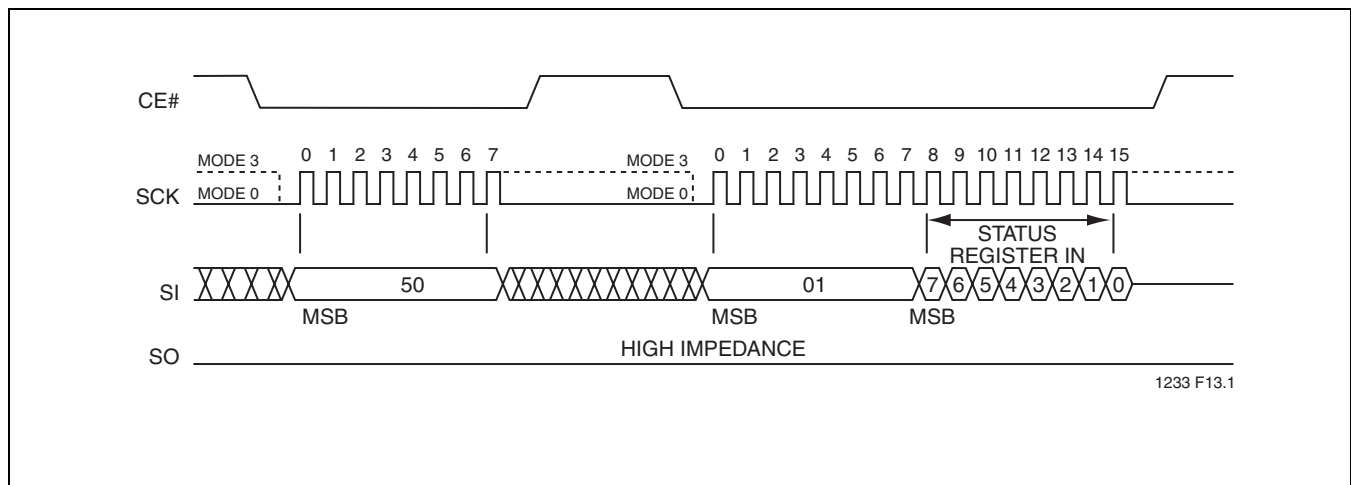 CE#
MODE 3 0 1 2 3 4 5 6 7 MODE 3 0 1 2 3 4 5 6 7 8 9 10 11 12 13 14 15
SCK MODE 0 MODE 0
STATUS
REGISTER IN
SI 50 01 7 6 5 4 3 2 1 0
MSB MSB MSB
SO HIGH IMPEDANCE
1233 F13.1